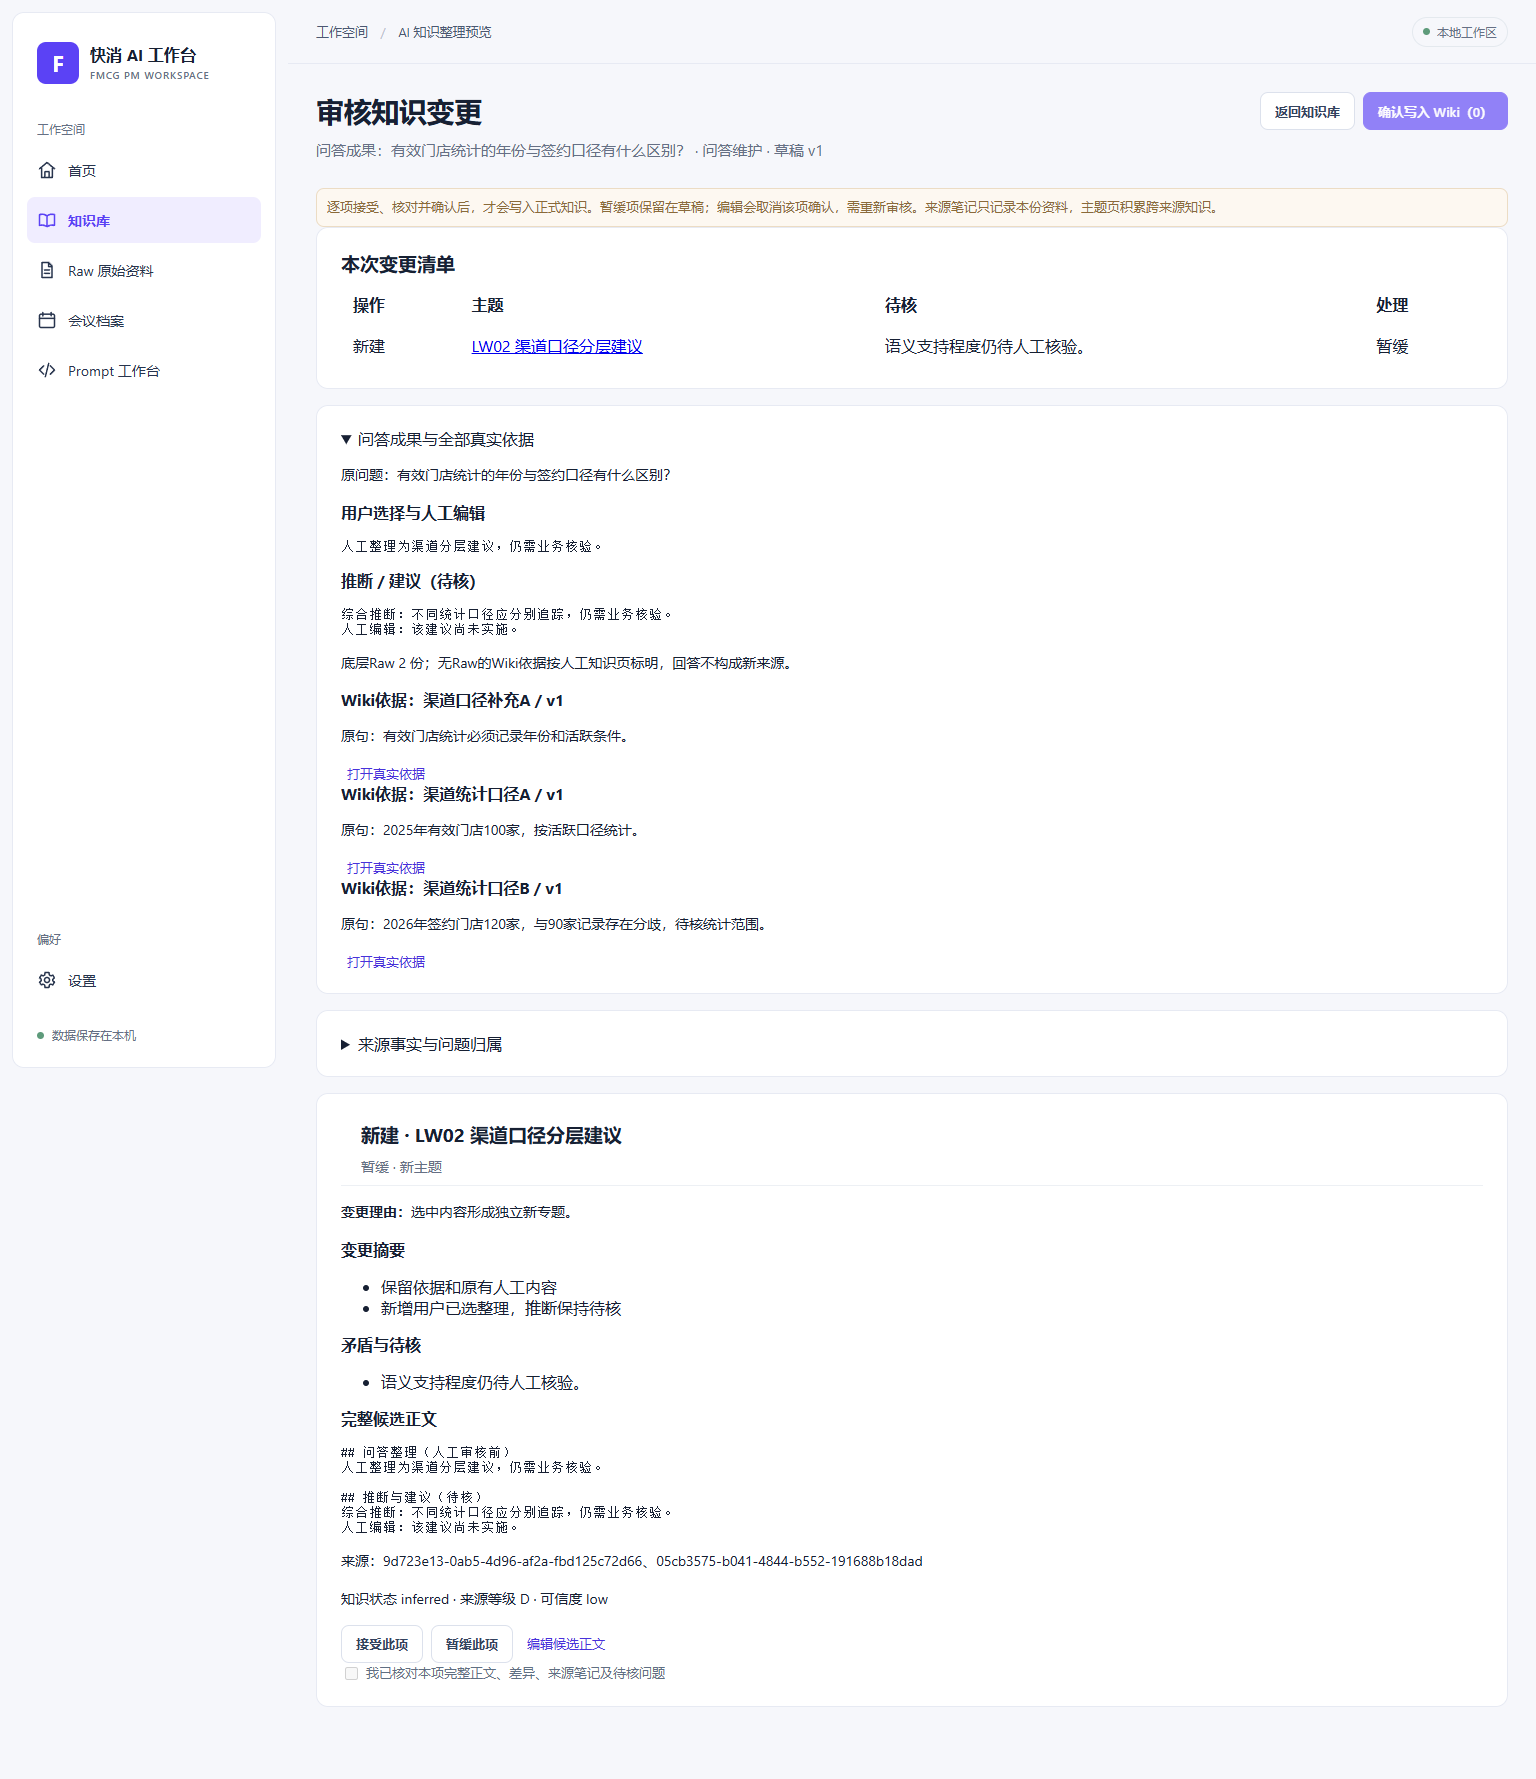 F
快消 AI 工作台
FMCG PM WORKSPACE
工作空间
首页
知识库
Raw 原始资料
会议档案
Prompt 工作台
偏好
设置
数据保存在本机
工作空间 / AI 知识整理预览
本地工作区
审核知识变更
返回知识库
确认写入 Wiki（0）
问答成果：有效门店统计的年份与签约口径有什么区别？ · 问答维护 · 草稿 v1
逐项接受、核对并确认后，才会写入正式知识。暂缓项保留在草稿；编辑会取消该项确认，需重新审核。来源笔记只记录本份资料，主题页积累跨来源知识。
本次变更清单
操作 主题 待核 处理
新建 LW02 渠道口径分层建议 语义支持程度仍待人工核验。 暂缓
▼ 问答成果与全部真实依据
原问题：有效门店统计的年份与签约口径有什么区别？
用户选择与人工编辑
人工整理为渠道分层建议，仍需业务核验。
推断 / 建议（待核）
综合推断：不同统计口径应分别追踪，仍需业务核验。
人工编辑：该建议尚未实施。
底层Raw 2 份；无Raw的Wiki依据按人工知识页标明，回答不构成新来源。
Wiki依据：渠道口径补充A / v1
原句：有效门店统计必须记录年份和活跃条件。
打开真实依据
Wiki依据：渠道统计口径A / v1
原句：2025年有效门店100家，按活跃口径统计。
打开真实依据
Wiki依据：渠道统计口径B / v1
原句：2026年签约门店120家，与90家记录存在分歧，待核统计范围。
打开真实依据
▶ 来源事实与问题归属
新建 · LW02 渠道口径分层建议
暂缓 · 新主题
变更理由：选中内容形成独立新专题。
变更摘要
• 保留依据和原有人工内容
• 新增用户已选整理，推断保持待核
矛盾与待核
• 语义支持程度仍待人工核验。
完整候选正文
## 问答整理（人工审核前）
人工整理为渠道分层建议，仍需业务核验。
## 推断与建议（待核）
综合推断：不同统计口径应分别追踪，仍需业务核验。
人工编辑：该建议尚未实施。
来源：9d723e13-0ab5-4d96-af2a-fbd125c72d66、05cb3575-b041-4844-b552-191688b18dad
知识状态 inferred · 来源等级 D · 可信度 low
接受此项
暂缓此项
编辑候选正文
我已核对本项完整正文、差异、来源笔记及待核问题